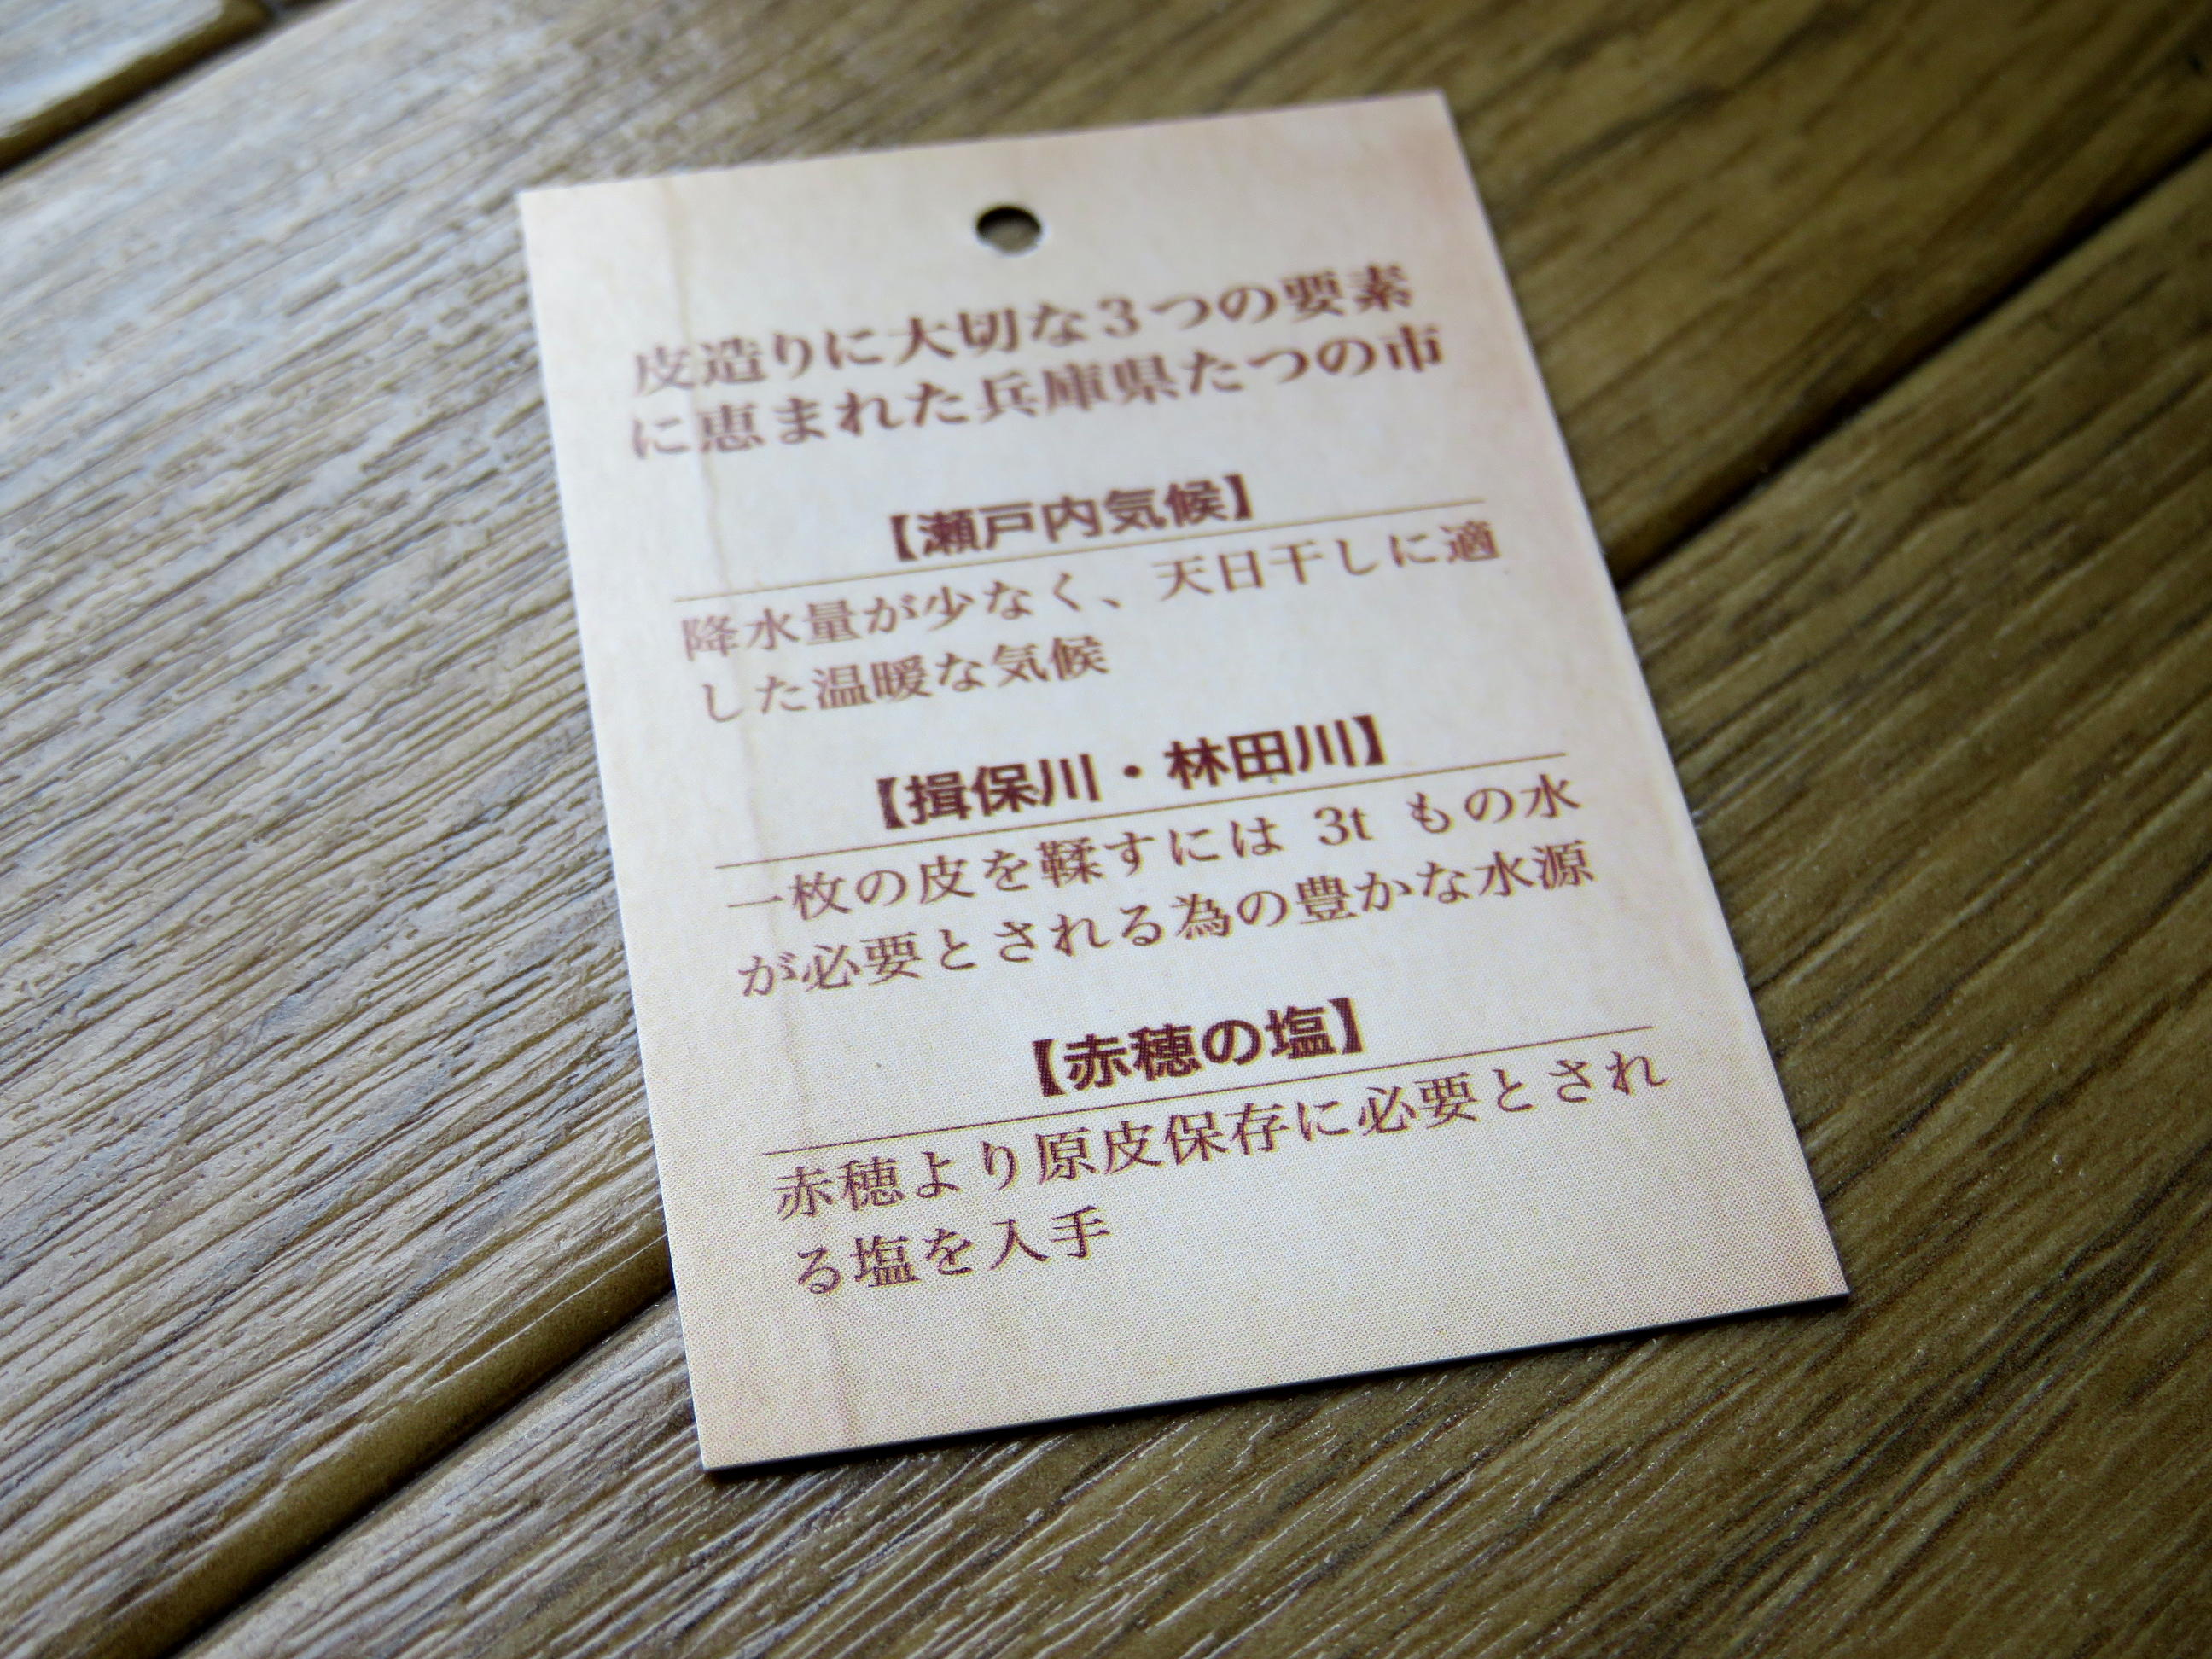 皮造りに大切な３つの要素
に恵まれた兵庫県たつの市
【瀬戸内気候】
降水量が少なく、天日干しに適
した温暖な気候
【揖保川・林田川】
一枚の皮を鞣すには 3t もの水
が必要とされる為の豊かな水源
【赤穂の塩】
赤穂より原皮保存に必要とされ
る塩を入手